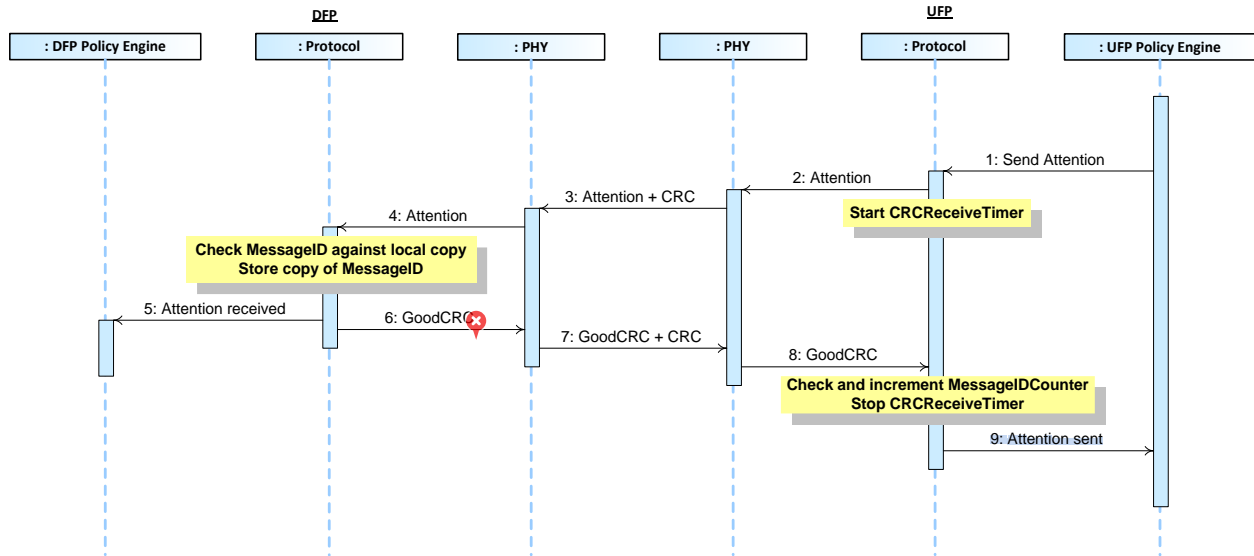 DFP
UFP
: DFP Policy Engine
: Protocol
: PHY
: PHY
: Protocol
: UFP Policy Engine
1: Send Attention
2: Attention
3: Attention + CRC
Start CRCReceiveTimer
4: Attention
Check MessageID against local copy
Store copy of MessageID
5: Attention received
6: GoodCRC
7: GoodCRC + CRC
8: GoodCRC
Check and increment MessageIDCounter
Stop CRCReceiveTimer
9: Attention sent